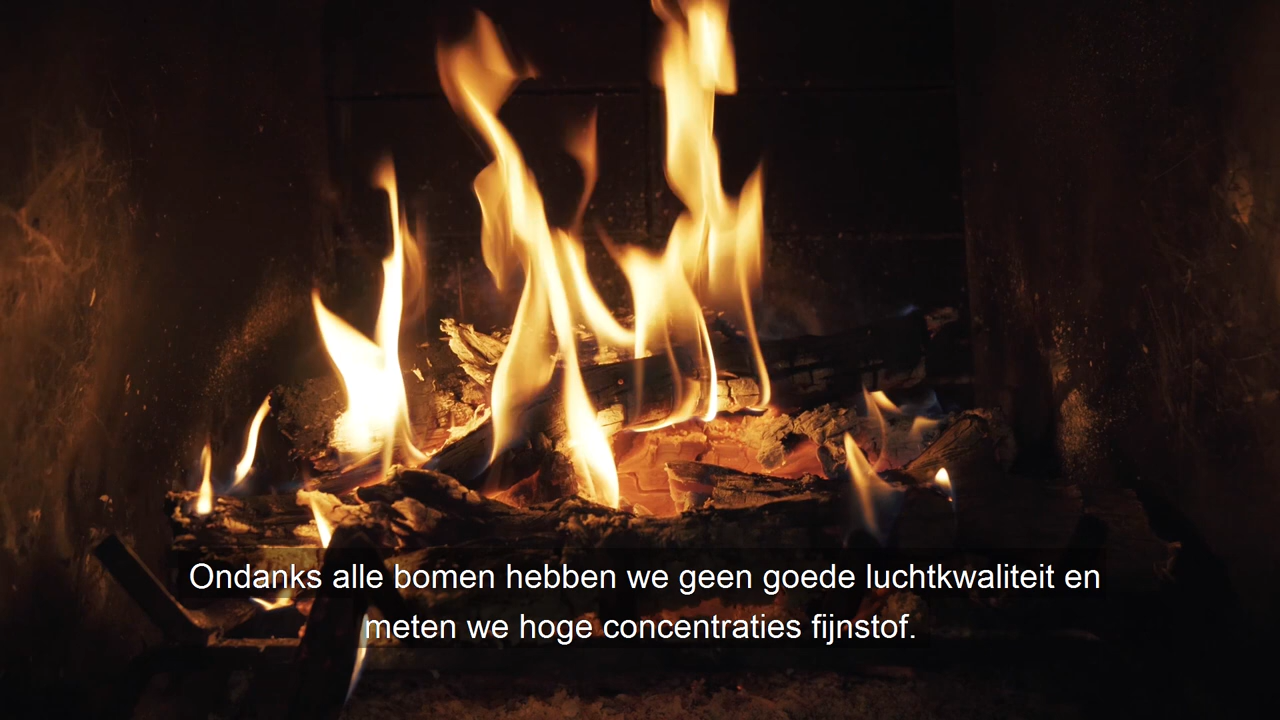 Ondanks alle bomen hebben we geen goede luchtkwaliteit en
meten we hoge concentraties fijnstof.